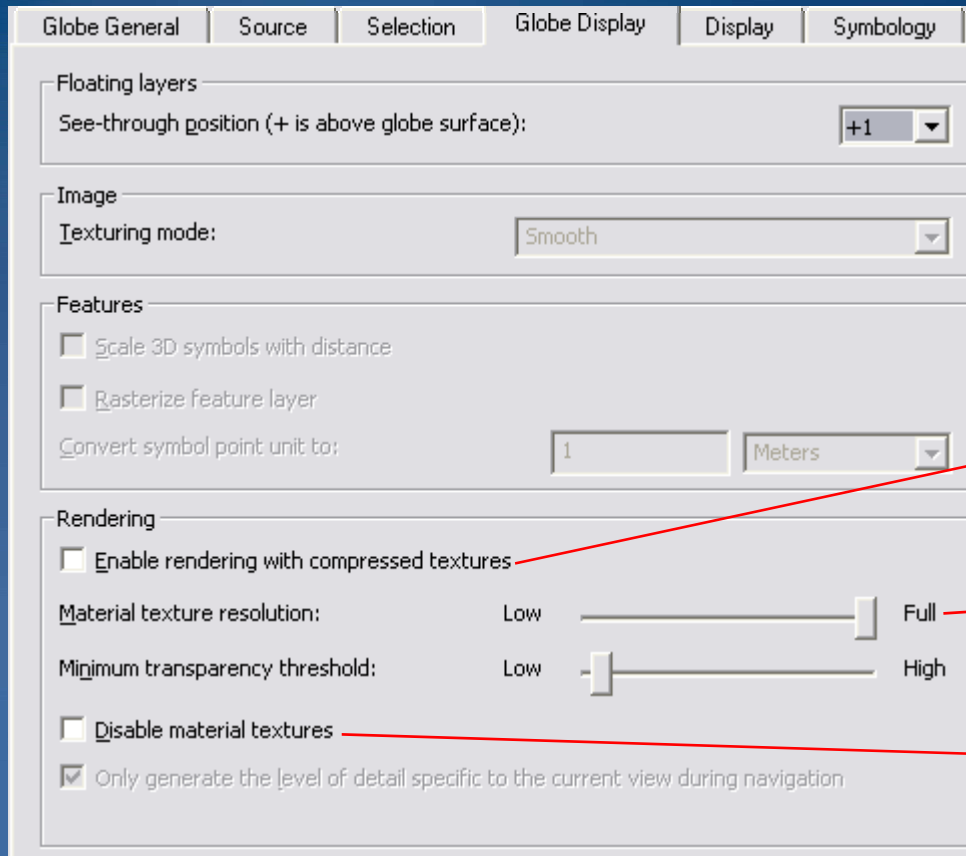 Globe General Source Selection Globe Display Display Symbology
Floating layers
See-through position (+ is above globe surface): +1
Image
Texturing mode: Smooth
Features
Scale 3D symbols with distance
Rasterize feature layer
Convert symbol point unit to: 1 Meters
Rendering
Enable rendering with compressed textures
Material texture resolution: Low Full
Minimum transparency threshold: Low High
Disable material textures
Only generate the level of detail specific to the current view during navigation